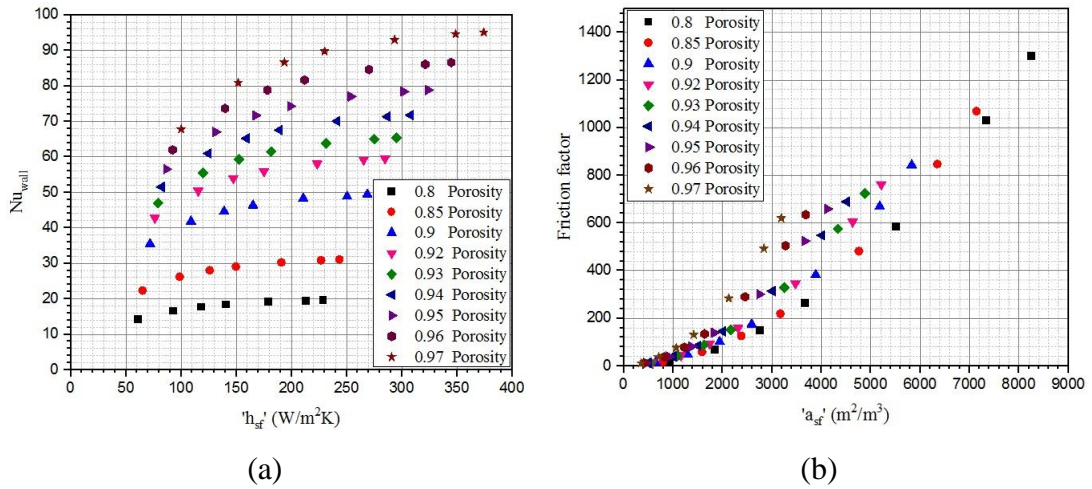 100
90
80
70
60
50
40
30
20
10
0
Nu_wall
0 50 100 150 200 250 300 350 400
'h_sf' (W/m²K)
0.8 Porosity
0.85 Porosity
0.9 Porosity
0.92 Porosity
0.93 Porosity
0.94 Porosity
0.95 Porosity
0.96 Porosity
0.97 Porosity
(a)
1400
1200
1000
800
600
400
200
0
Friction factor
0 1000 2000 3000 4000 5000 6000 7000 8000 9000
'a_sf' (m²/m³)
0.8 Porosity
0.85 Porosity
0.9 Porosity
0.92 Porosity
0.93 Porosity
0.94 Porosity
0.95 Porosity
0.96 Porosity
0.97 Porosity
(b)